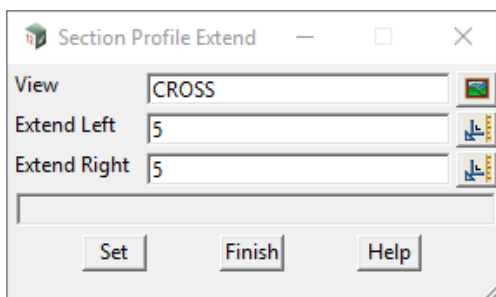 Section Profile Extend
View CROSS
Extend Left 5
Extend Right 5
Set Finish Help